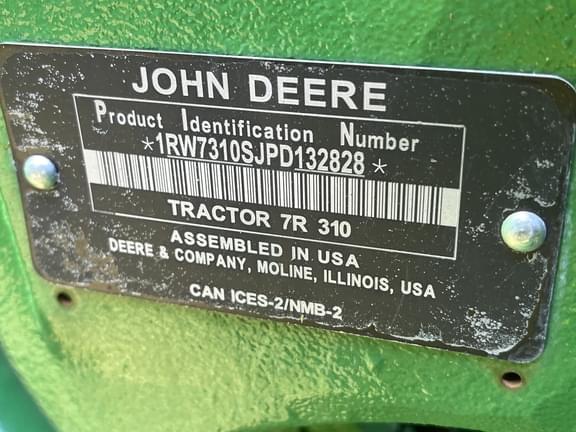 JOHN DEERE
Product Identification Number
*1RW7310SJPD132828*
TRACTOR 7R 310
ASSEMBLED IN USA
DEERE & COMPANY, MOLINE, ILLINOIS, USA
CAN ICES-2/NMB-2